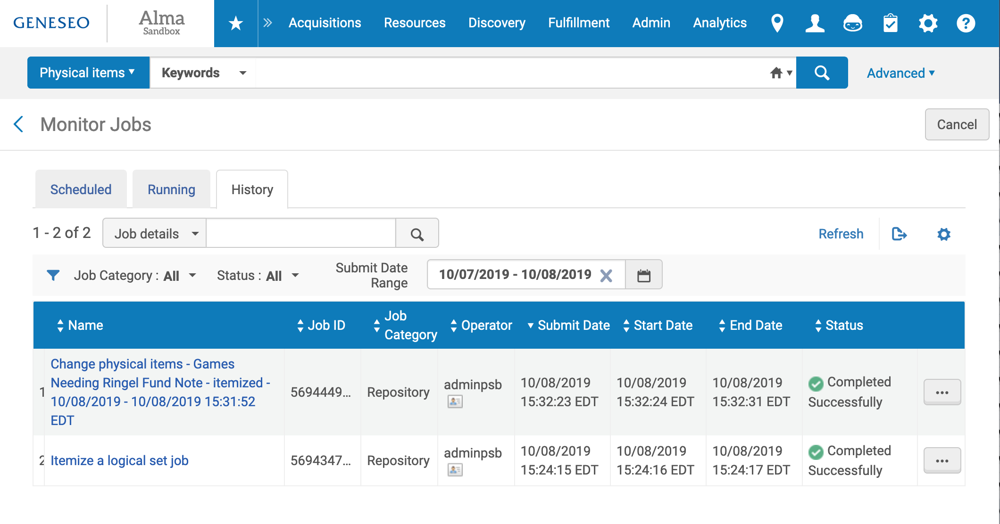 GENESEO
Alma
Sandbox
Acquisitions Resources Discovery Fulfillment Admin Analytics
Physical items Keywords Advanced
Monitor Jobs
Cancel
Scheduled Running History
1 - 2 of 2 Job details Refresh
Job Category : All Status : All Submit Date Range 10/07/2019 - 10/08/2019
Name Job ID Job Category Operator Submit Date Start Date End Date Status
1
Change physical items - Games
Needing Ringel Fund Note - itemized -
10/08/2019 - 10/08/2019 15:31:52
EDT
5694449...
Repository
adminpsb
10/08/2019
15:32:23 EDT
10/08/2019
15:32:24 EDT
10/08/2019
15:32:31 EDT
Completed
Successfully
2
Itemize a logical set job
5694347...
Repository
adminpsb
10/08/2019
15:24:15 EDT
10/08/2019
15:24:16 EDT
10/08/2019
15:24:17 EDT
Completed
Successfully